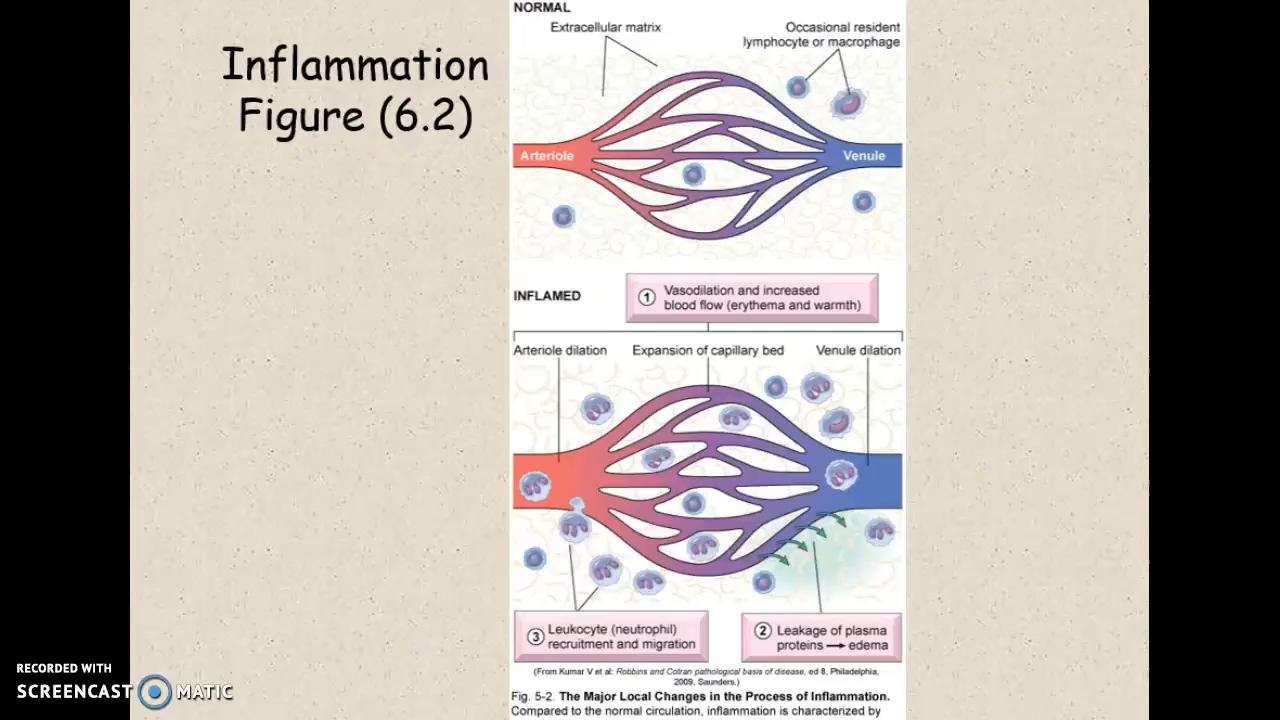 Inflammation
Figure (6.2)
NORMAL
Extracellular matrix
Occasional resident
lymphocyte or macrophage
Arteriole
Venule
INFLAMED
1 Vasodilation and increased
blood flow (erythema and warmth)
Arteriole dilation
Expansion of capillary bed
Venule dilation
3 Leukocyte (neutrophil)
recruitment and migration
2 Leakage of plasma
proteins → edema
(From Kumar V et al: Robbins and Cotran pathological basis of disease, ed 8, Philadelphia,
2009, Saunders.)
Fig. 5-2. The Major Local Changes in the Process of Inflammation.
Compared to the normal circulation, inflammation is characterized by
RECORDED WITH
SCREENCAST MATIC